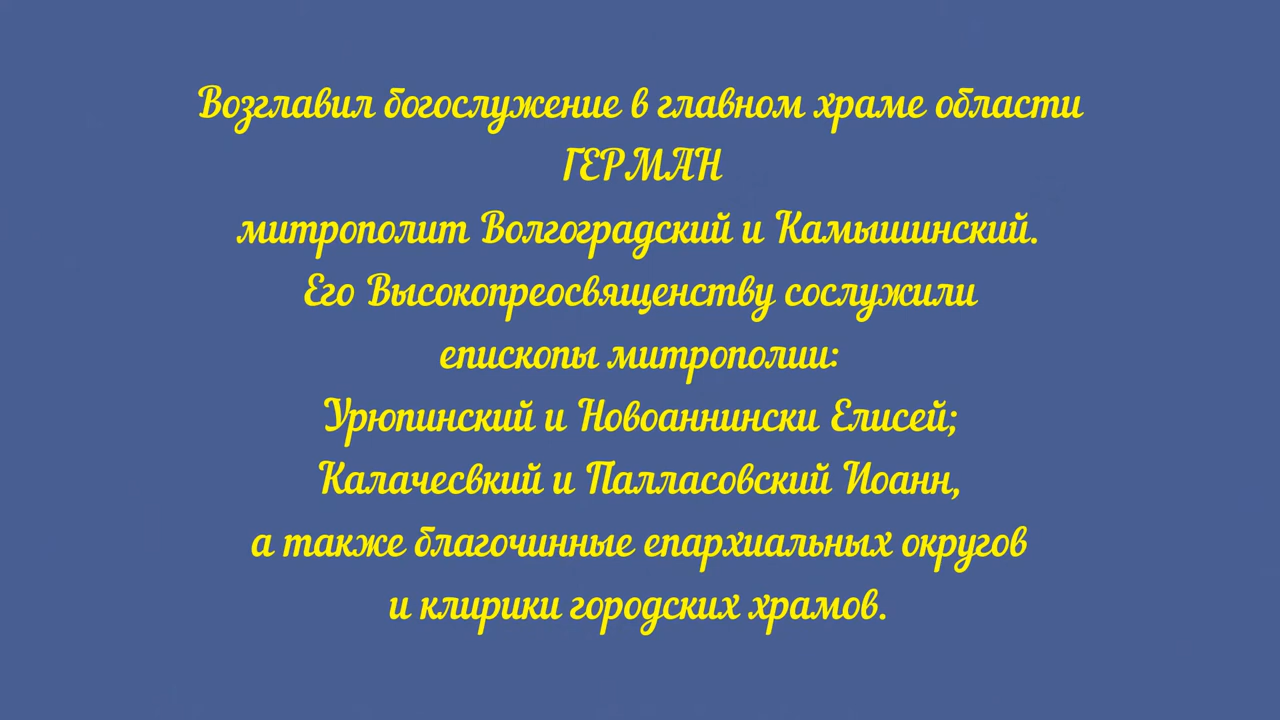 Возглавил богослужение в главном храме области
ГЕРМАН
митрополит Волгоградский и Камышинский.
Его Высокопреосвященству сослужили
епископы митрополии:
Урюпинский и Новоаннински Елисей;
Калачесвкий и Палласовский Иоанн,
а также благочинные епархиальных округов
и клирики городских храмов.